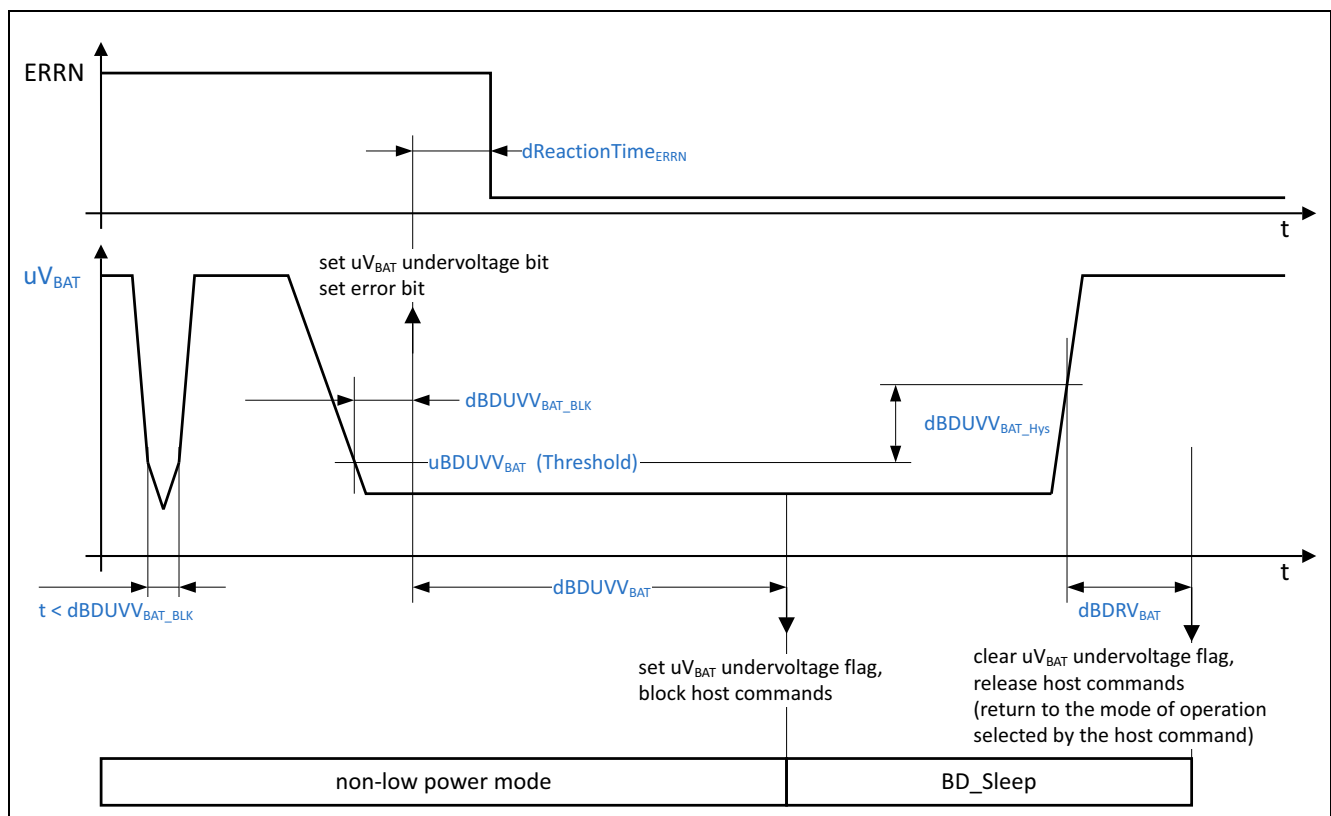 ERRN
dReactionTimeERRN
t
uVBAT
set uVBAT undervoltage bit
set error bit
dBDUVVBAT_BLK
dBDUVVBAT_Hys
uBDUVVBAT (Threshold)
t
t < dBDUVVBAT_BLK
dBDUVVBAT
dBDRVBAT
set uVBAT undervoltage flag,
block host commands
clear uVBAT undervoltage flag,
release host commands
(return to the mode of operation
selected by the host command)
non-low power mode
BD_Sleep